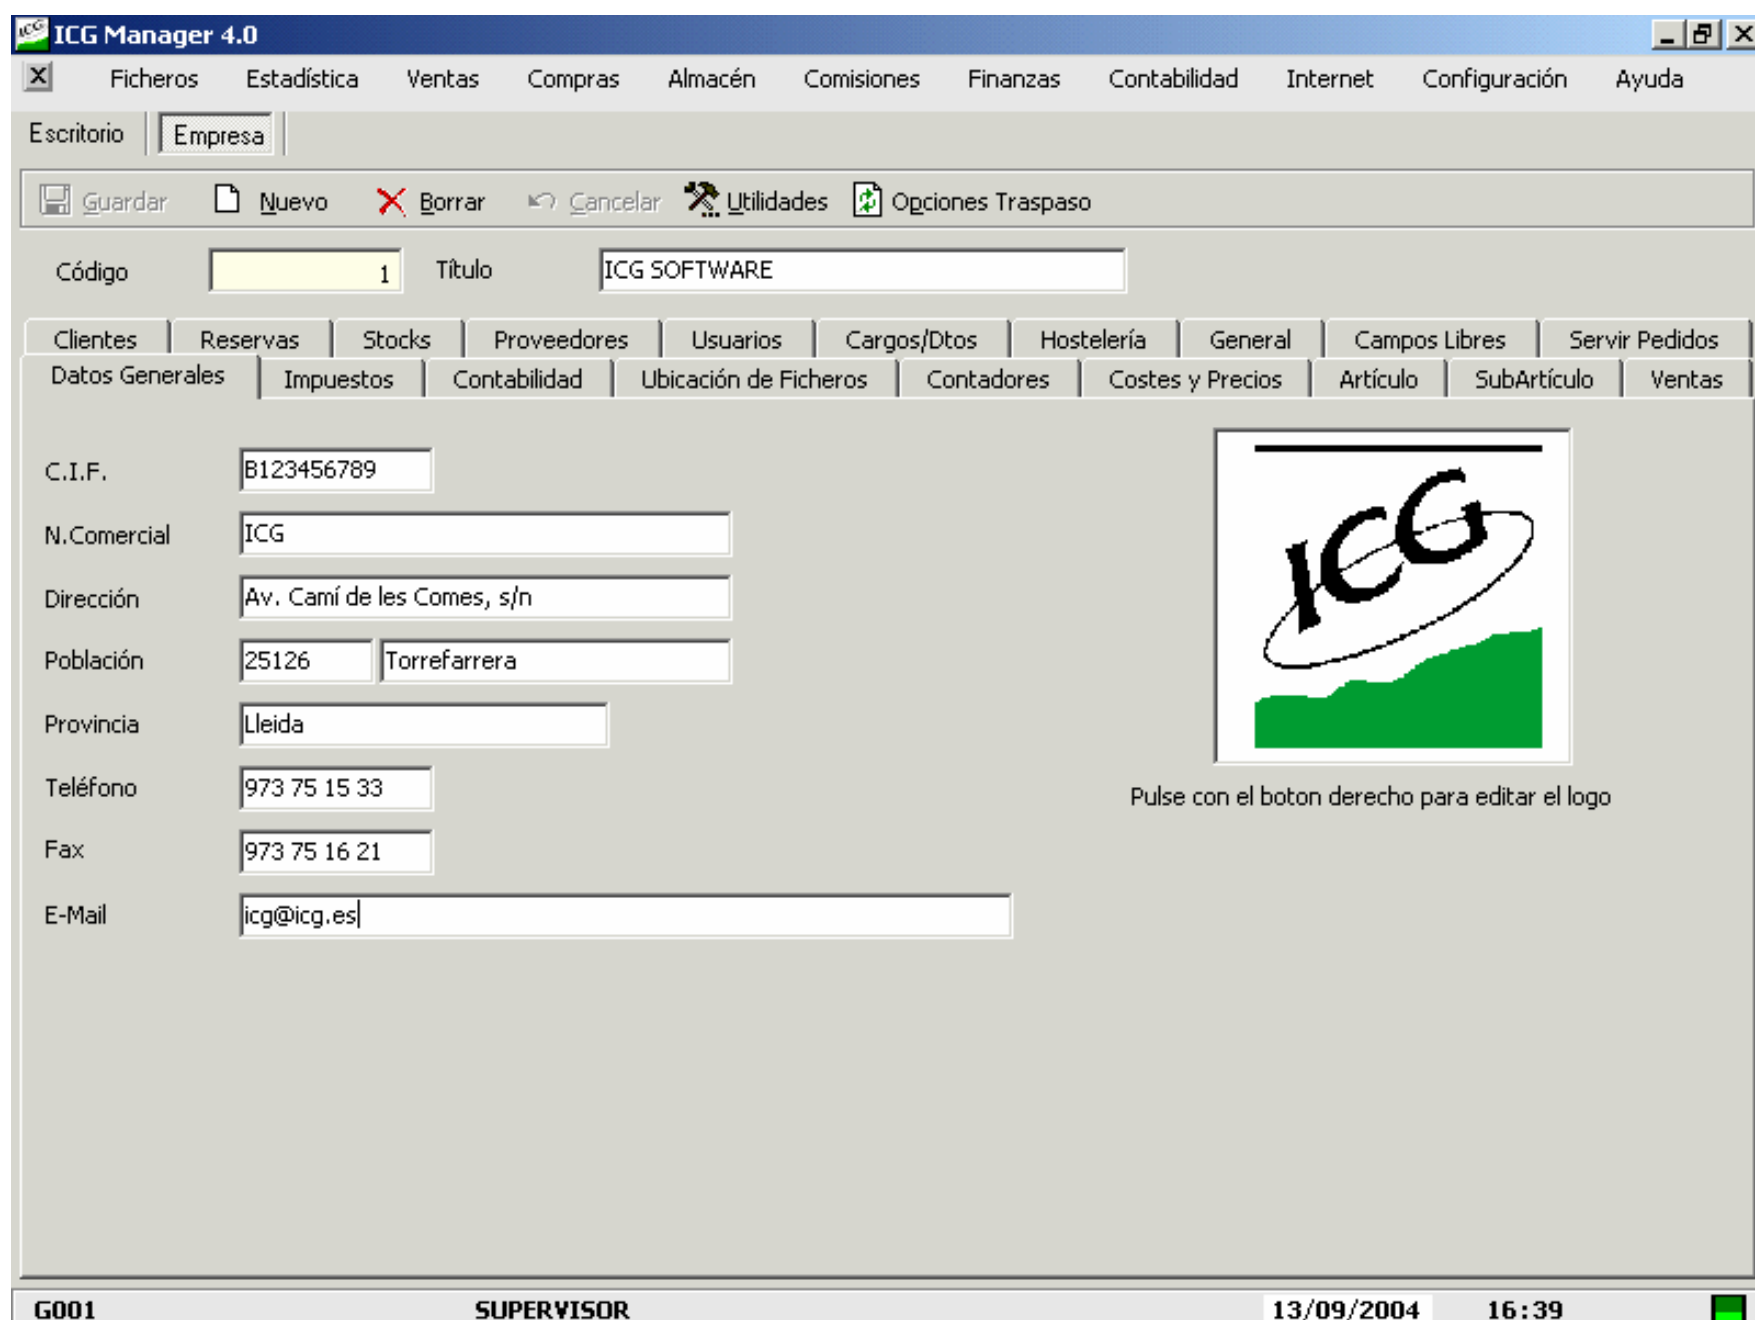 ICG ICG Manager 4.0
X Ficheros Estadística Ventas Compras Almacén Comisiones Finanzas Contabilidad Internet Configuración Ayuda
Escritorio Empresa
Guardar Nuevo Borrar Cancelar Utilidades Opciones Traspaso
Código 1 Título ICG SOFTWARE
Clientes Reservas Stocks Proveedores Usuarios Cargos/Dtos Hostelería General Campos Libres Servir Pedidos
Datos Generales Impuestos Contabilidad Ubicación de Ficheros Contadores Costes y Precios Artículo SubArtículo Ventas
C.I.F. B123456789
N.Comercial ICG
Dirección Av. Camí de les Comes, s/n
Población 25126 Torrefarrera
Provincia Lleida
Teléfono 973 75 15 33
Fax 973 75 16 21
E-Mail icg@icg.es
ICG
Pulse con el boton derecho para editar el logo
G001 SUPERVISOR 13/09/2004 16:39